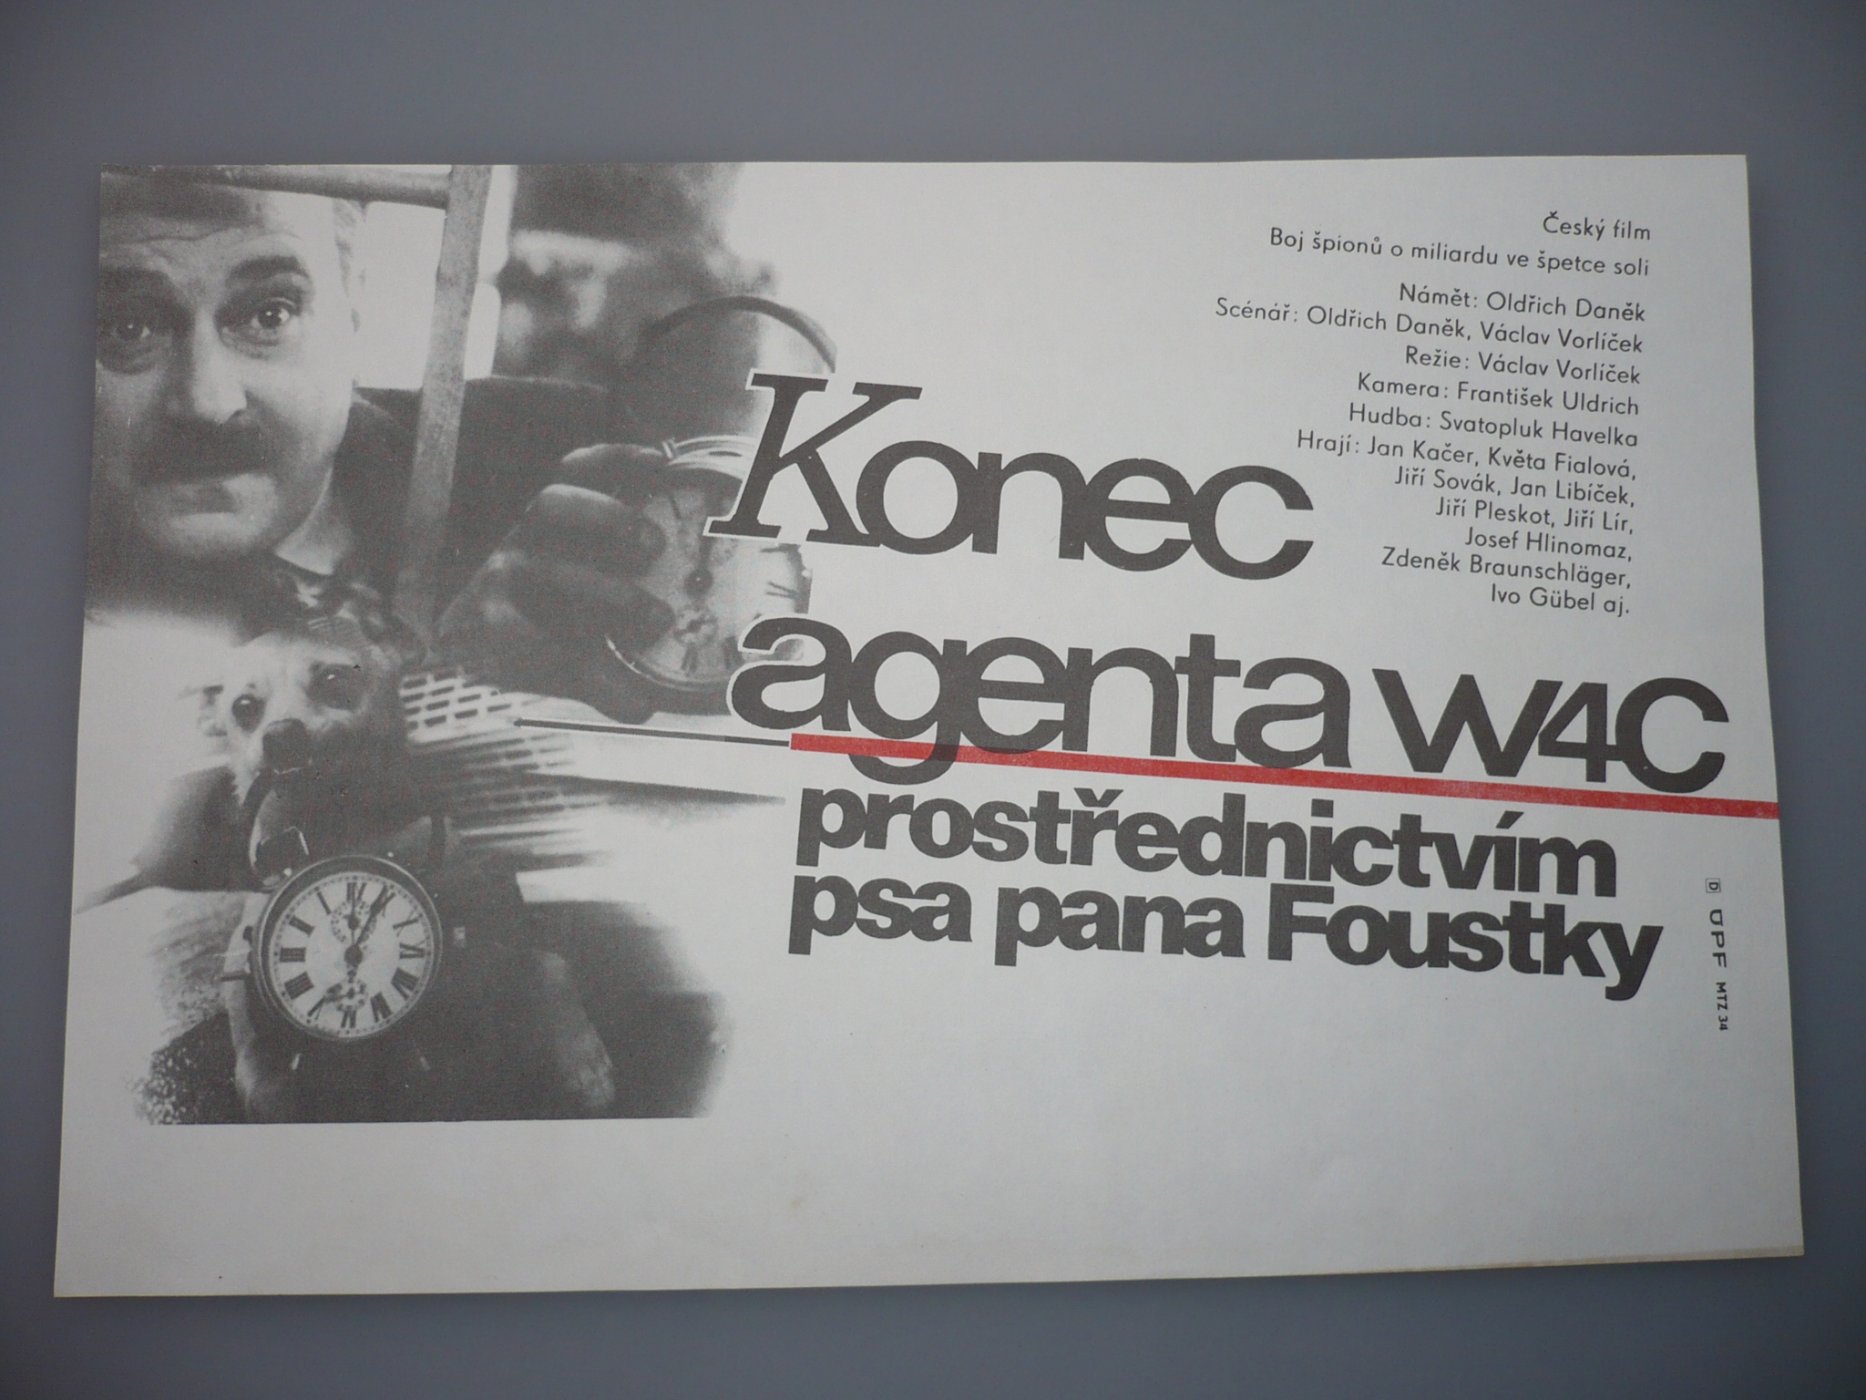 Český film
Boj špionů o miliardu ve špetce soli
Námět: Oldřich Daněk
Scénář: Oldřich Daněk, Václav Vorlíček
Režie: Václav Vorlíček
Kamera: František Uldrich
Hudba: Svatopluk Havelka
Hrají: Jan Kačer, Květa Fialová,
Jiří Sovák, Jan Libíček,
Jiří Pleskot, Jiří Lír,
Josef Hlinomaz,
Zdeněk Braunschläger,
Ivo Gübel aj.
Konec
agenta W4C
prostřednictvím
psa pana Foustky
D ÚPF MTZ 34